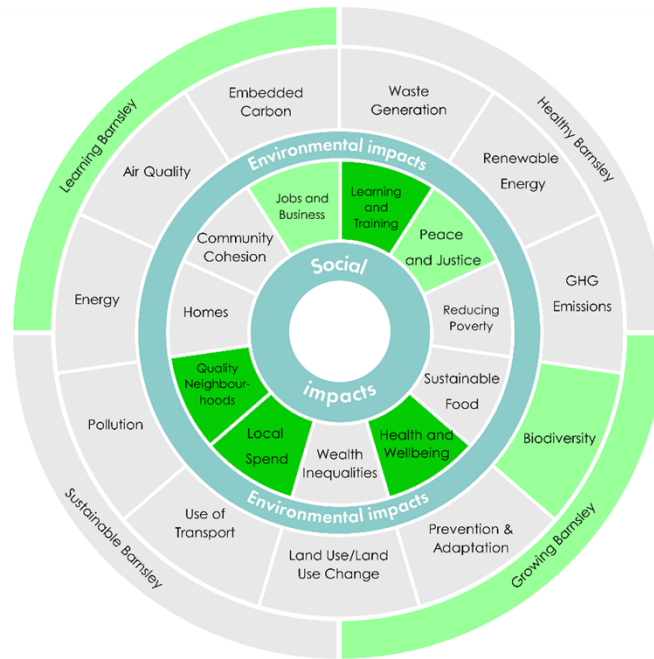 Learning Barnsley
Healthy Barnsley
Growing Barnsley
Sustainable Barnsley
Embedded
Carbon
Waste
Generation
Renewable
Energy
GHG
Emissions
Biodiversity
Prevention &
Adaptation
Land Use/Land
Use Change
Use of
Transport
Pollution
Energy
Air Quality
Environmental impacts
Jobs and
Business
Learning
and
Training
Peace
and Justice
Reducing
Poverty
Sustainable
Food
Health and
Wellbeing
Wealth
Inequalities
Local
Spend
Quality
Neighbour-
hoods
Homes
Community
Cohesion
Social
impacts
Environmental impacts